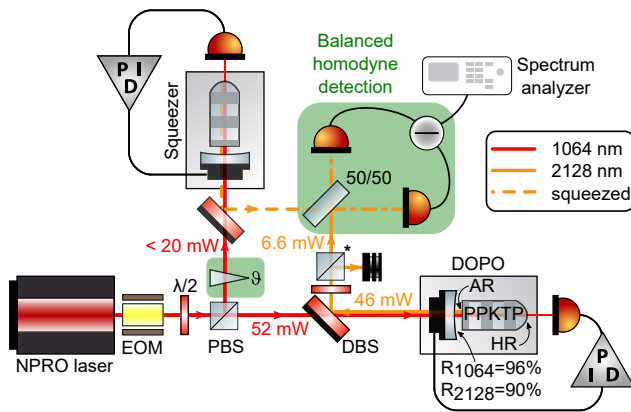 P I
D
Squeezer
Balanced
homodyne
detection
Spectrum
analyzer
1064 nm
2128 nm
squeezed
50/50
< 20 mW
6.6 mW
*
ϑ
λ/2
46 mW
DOPO
AR
PPKTP
HR
R1064=96%
R2128=90%
NPRO laser
EOM
PBS
52 mW
DBS
P I
D